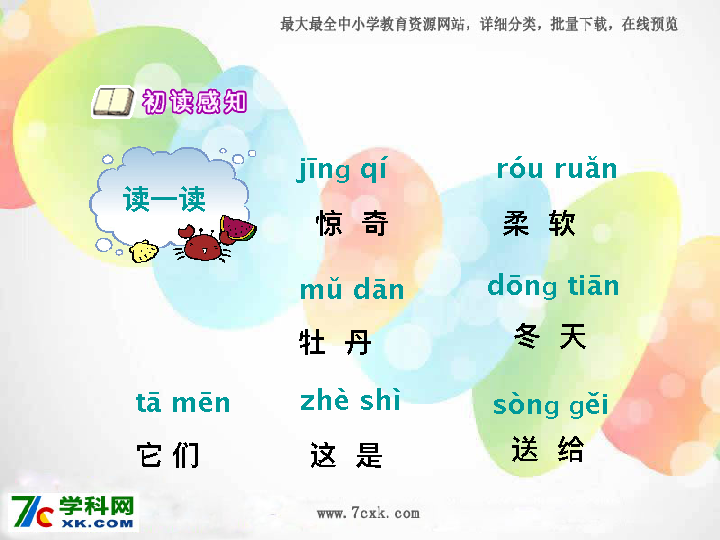 最大最全中小学教育资源网站，详细分类，批量下载，在线预览
初读感知
读一读
jīng qí
róu ruǎn
惊 奇
柔 软
mǔ dān
dōng tiān
牡 丹
冬 天
tā mēn
zhè shì
sòng gěi
它 们
这 是
送 给
7c 学科网
XK.COM
www.7cxk.com